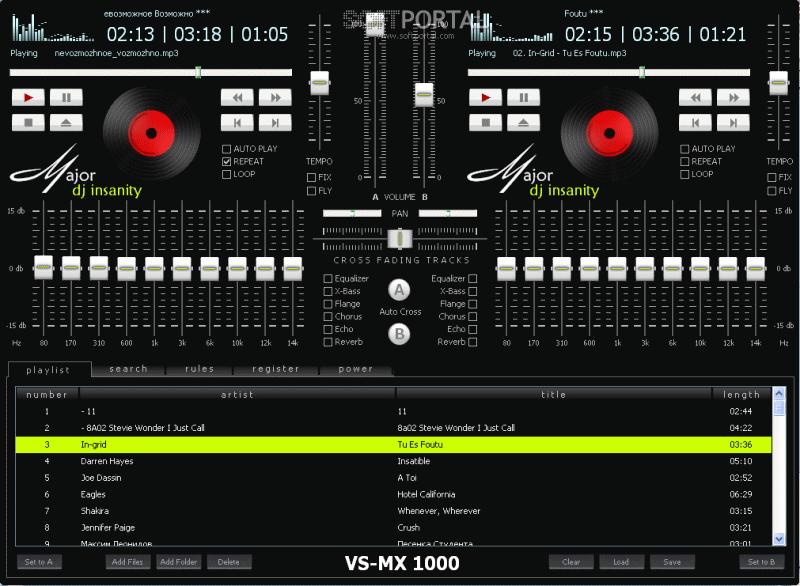 евозможное Возможно ***
02:13 | 03:18 | 01:05
Playing nevozmozhnoe_vozmozhno.mp3
SOFTPORTAL
www.softportal.com
Foutu ***
02:15 | 03:36 | 01:21
Playing 02. In-Grid - Tu Es Foutu.mp3
AUTO PLAY
REPEAT
LOOP
TEMPO
FIX
FLY
Major
dj insanity
100
50
50
0
0
A VOLUME B
PAN
CROSS FADING TRACKS
AUTO PLAY
REPEAT
LOOP
TEMPO
FIX
FLY
Major
dj insanity
15 db
0 db
-15 db
Hz 80 170 310 600 1k 3k 6k 10k 12k 14k
Equalizer
X-Bass
Flange
Chorus
Echo
Reverb
A
Auto Cross
B
Equalizer
X-Bass
Flange
Chorus
Echo
Reverb
15 db
0 db
-15 db
80 170 310 600 1k 3k 6k 10k 12k 14k Hz
playlist search rules register power
number artist title length
1 - 11 11 02:44
2 - 8A02 Stevie Wonder I Just Call 8a02 Stevie Wonder I Just Call 04:22
3 In-grid Tu Es Foutu 03:36
4 Darren Hayes Insatible 05:10
5 Joe Dassin A Toi 02:52
6 Eagles Hotel California 06:29
7 Shakira Whenever, Wherever 03:15
8 Jennifer Paige Crush 03:21
9 Максим Леонидов Песенка Студента 03:01
Set to A Add Files Add Folder Delete VS-MX 1000 Clear Load Save Set to B